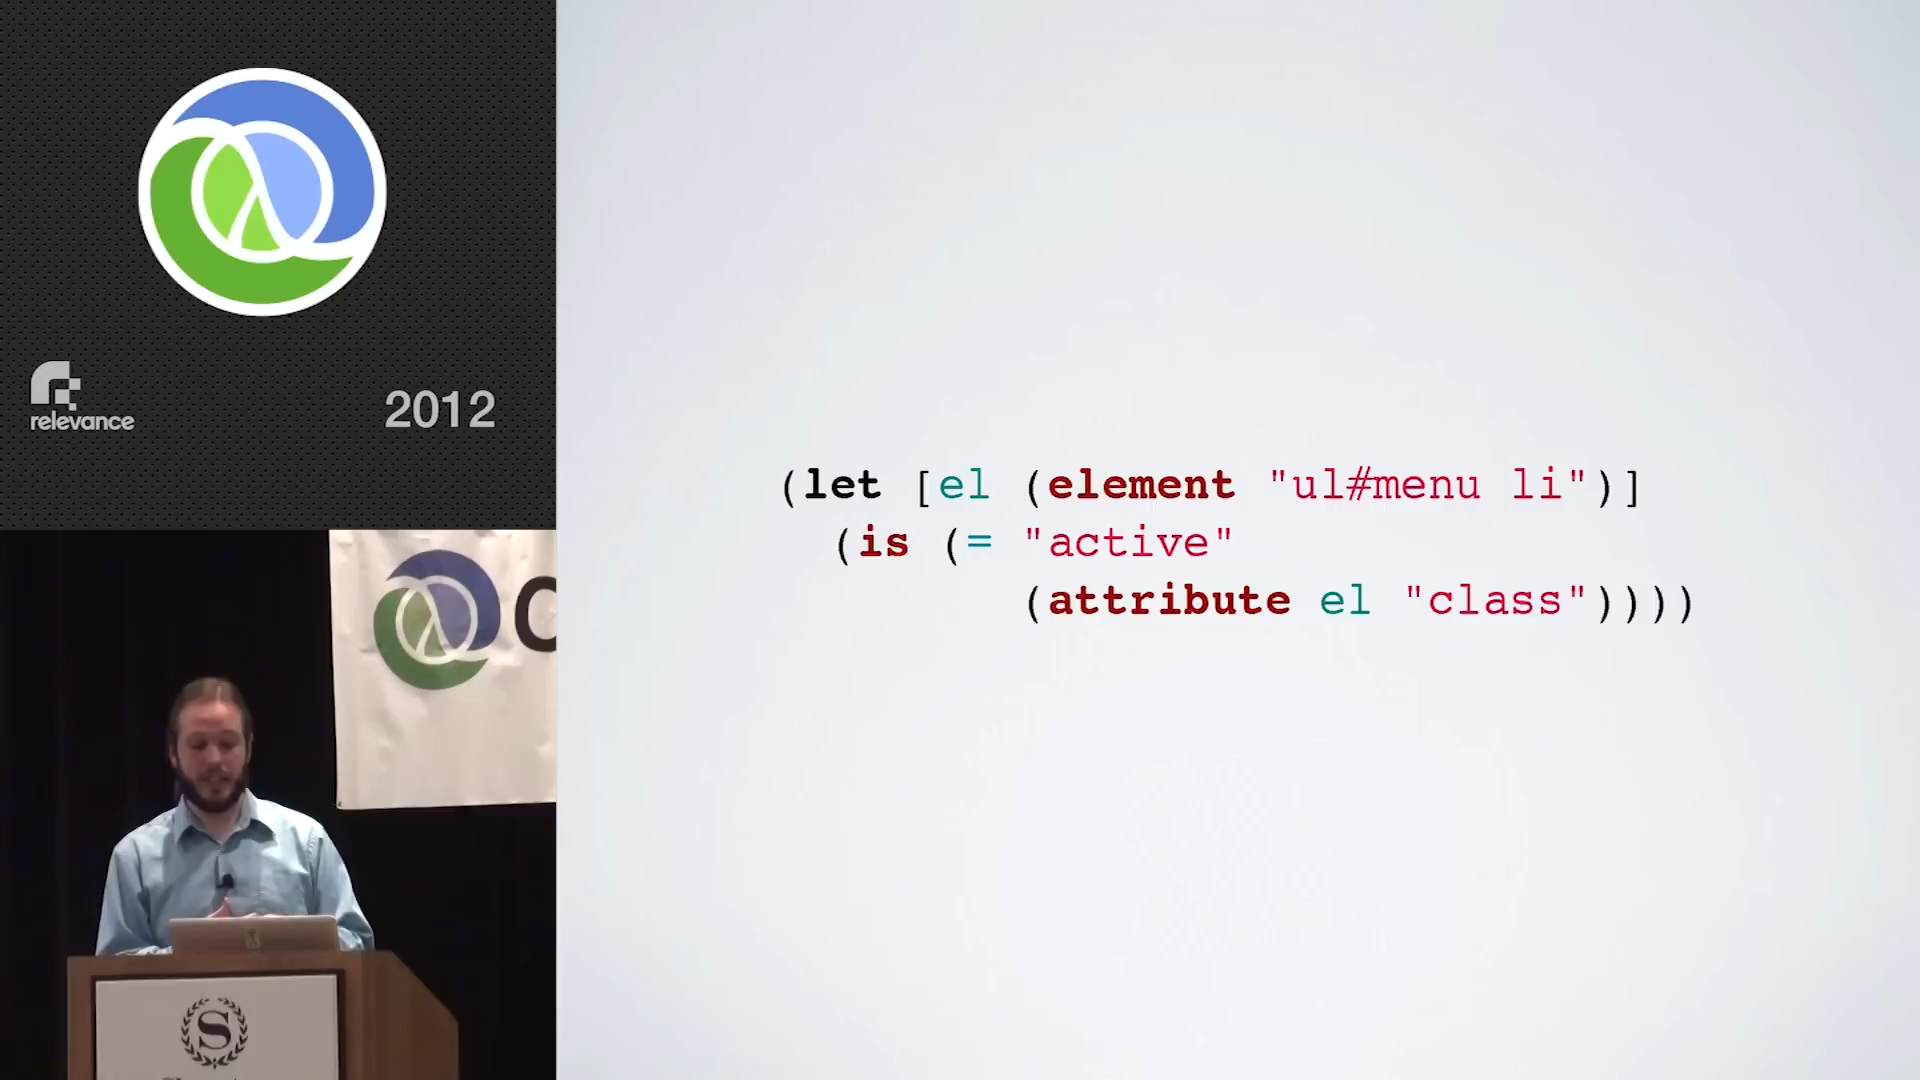 relevance
2012
(let [el (element "ul#menu li")]
(is (= "active"
(attribute el "class"))))
C
S